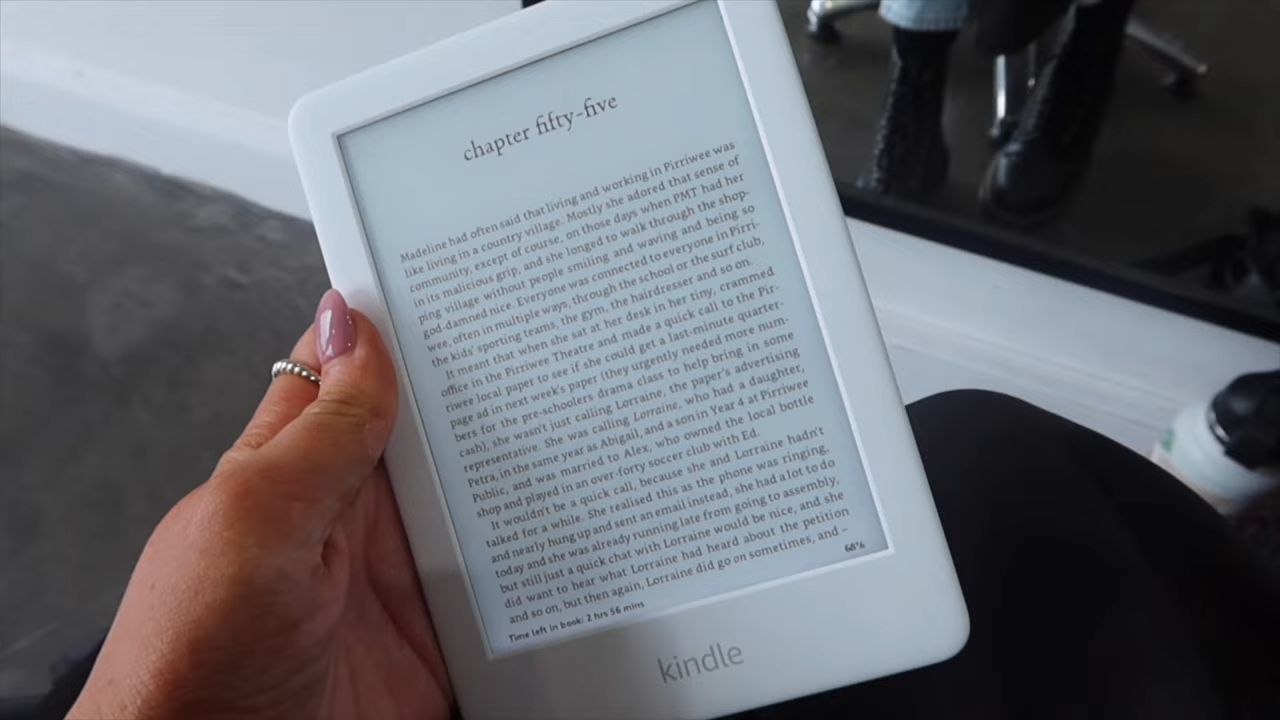 chapter fifty-five
Madeline had often said that living and working in Pirriwee was
like living in a country village. Mostly she adored that sense of
community, except of course, on those days when PMT had her
in its malicious grip, and she longed to walk through the shop-
ping village without people smiling and waving and being so
god-damned nice. Everyone was connected to everyone in Pirri-
wee, often in multiple ways, through the school or the surf club,
the kids' sporting teams, the gym, the hairdresser and so on.
It meant that when she sat at her desk in her tiny, crammed
office in the Pirriwee Theatre and made a quick call to the Pir-
riwee local paper to see if she could get a last-minute quarter-
page ad in next week's paper (they urgently needed more num-
bers for the pre-schoolers drama class to help bring in some
cash), she wasn't just calling Lorraine, the paper's advertising
representative. She was calling Lorraine, who had a daughter,
Petra, in the same year as Abigail, and a son in Year 4 at Pirriwee
Public, and was married to Alex, who owned the local bottle
shop and played in an over-forty soccer club with Ed.
It wouldn't be a quick call, because she and Lorraine hadn't
talked for a while. She realised this as the phone was ringing,
and nearly hung up and sent an email instead, she had a lot to do
today and she was already running late from going to assembly,
but still just a quick chat with Lorraine would be nice, and she
did want to hear what Lorraine had heard about the petition
and so on, but then again, Lorraine did go on sometimes, and –
Time left in book: 2 hrs 56 mins
68%
kindle